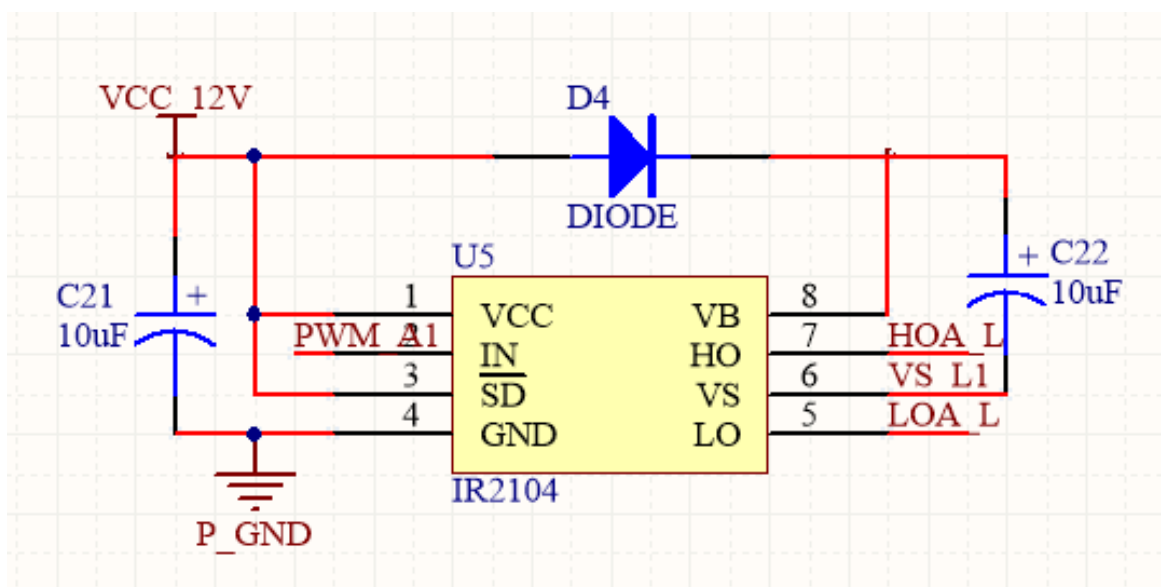 VCC_12V
D4
DIODE
U5
C21
10uF
+
+
C22
10uF
1
PWM_A1
2
3
4
VCC
IN
SD
GND
VB
HO
VS
LO
8
7
6
5
HOA_L
VS_L1
LOA_L
IR2104
P_GND